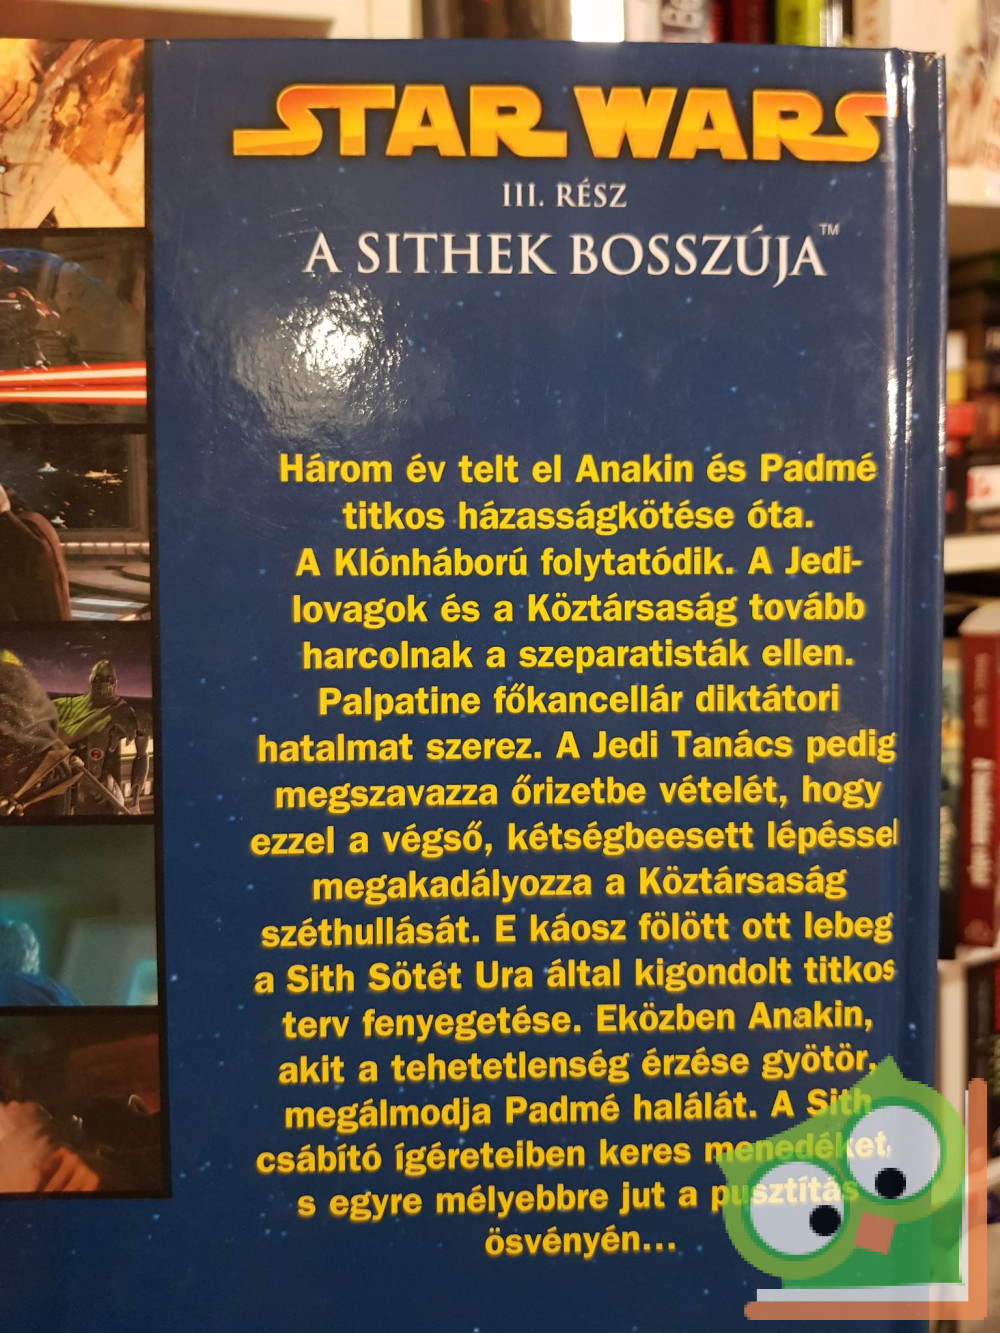 STAR WARS
III. RÉSZ
A SITHEK BOSSZÚJA™
Három év telt el Anakin és Padmé
titkos házasságkötése óta.
A Klónháború folytatódik. A Jedi-
lovagok és a Köztársaság tovább
harcolnak a szeparatisták ellen.
Palpatine főkancellár diktátori
hatalmat szerez. A Jedi Tanács pedig
megszavazza őrizetbe vételét, hogy
ezzel a végső, kétségbeesett lépéssel
megakadályozza a Köztársaság
széthullását. E káosz fölött ott lebeg
a Sith Sötét Ura által kigondolt titkos
terv fenyegetése. Eközben Anakin,
akit a tehetetlenség érzése gyötör,
megálmodja Padmé halálát. A Sith
csábító ígéreteiben keres menedéket,
s egyre mélyebbre jut a pusztítás
ösvényén...